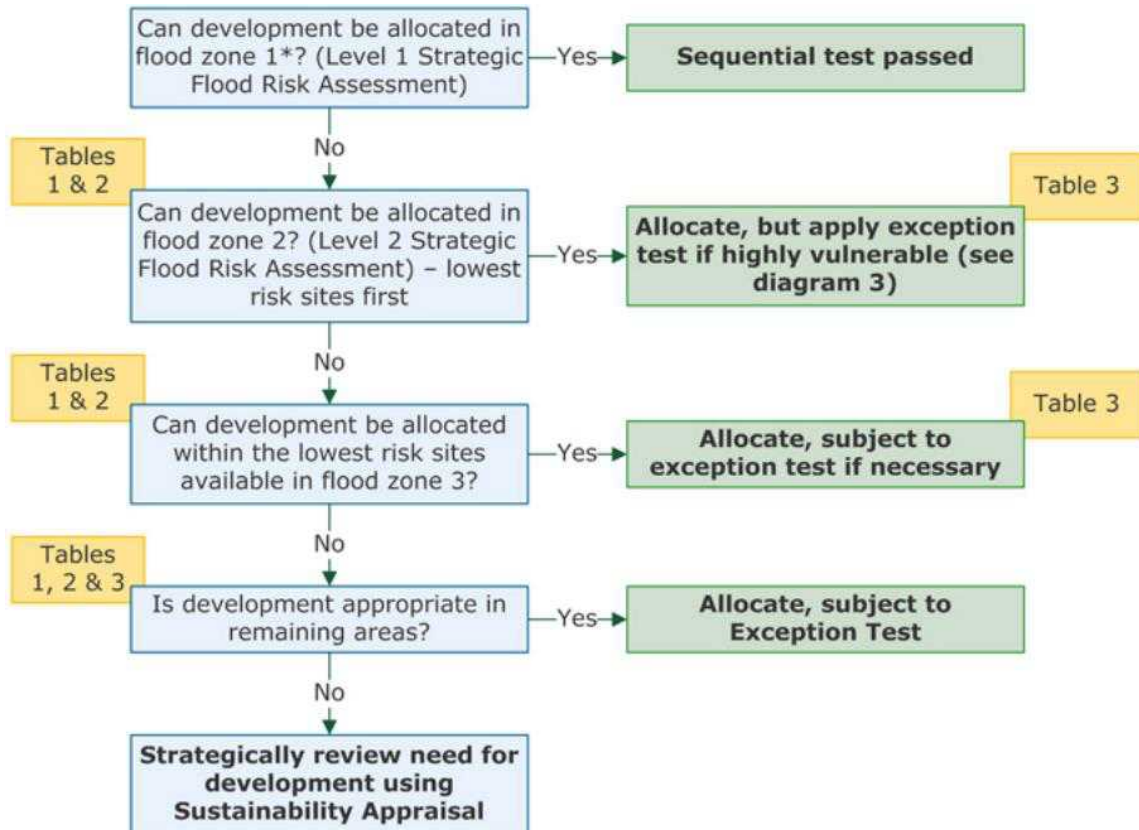 Can development be allocated in
flood zone 1*? (Level 1 Strategic
Flood Risk Assessment)
Yes
Sequential test passed
No
Tables
1 & 2
Can development be allocated in
flood zone 2? (Level 2 Strategic
Flood Risk Assessment) – lowest
risk sites first
Yes
Allocate, but apply exception
test if highly vulnerable (see
diagram 3)
Table 3
No
Tables
1 & 2
Can development be allocated
within the lowest risk sites
available in flood zone 3?
Yes
Allocate, subject to
exception test if necessary
Table 3
No
Tables
1, 2 & 3
Is development appropriate in
remaining areas?
Yes
Allocate, subject to
Exception Test
No
Strategically review need for
development using
Sustainability Appraisal